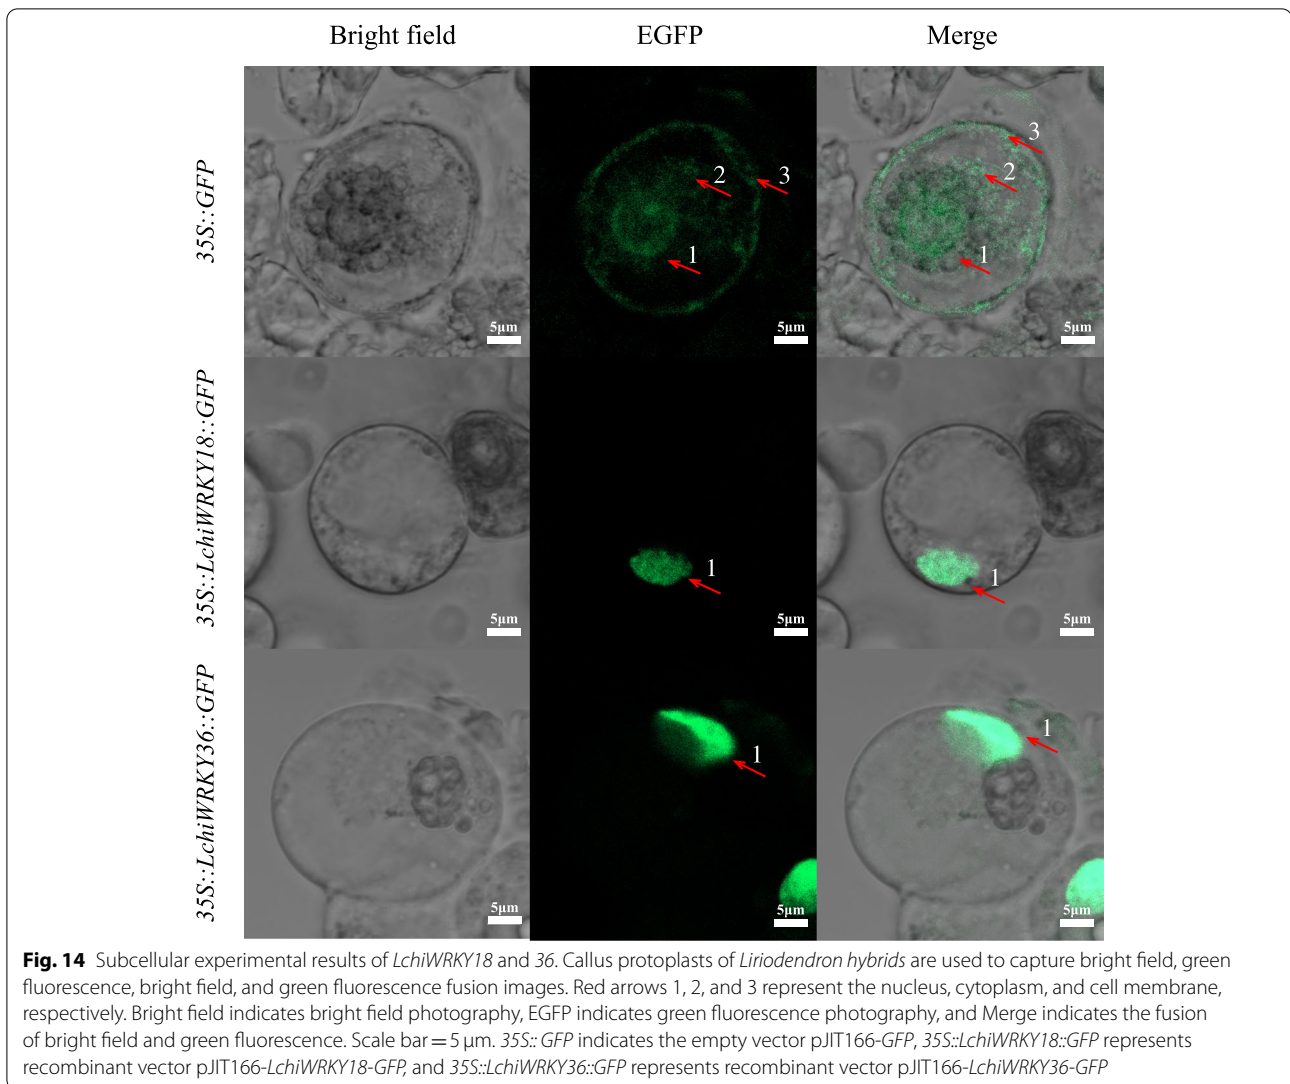 Bright field EGFP Merge
35S::GFP
3
2 3 2
1 1
5μm 5μm 5μm
35S::LchiWRKY18::GFP
1 1
5μm 5μm 5μm
35S::LchiWRKY36::GFP
1
1
5μm 5μm 5μm
Fig. 14 Subcellular experimental results of LchiWRKY18 and 36. Callus protoplasts of Liriodendron hybrids are used to capture bright field, green
fluorescence, bright field, and green fluorescence fusion images. Red arrows 1, 2, and 3 represent the nucleus, cytoplasm, and cell membrane,
respectively. Bright field indicates bright field photography, EGFP indicates green fluorescence photography, and Merge indicates the fusion
of bright field and green fluorescence. Scale bar = 5 μm. 35S:: GFP indicates the empty vector pJIT166-GFP, 35S::LchiWRKY18::GFP represents
recombinant vector pJIT166-LchiWRKY18-GFP, and 35S::LchiWRKY36::GFP represents recombinant vector pJIT166-LchiWRKY36-GFP